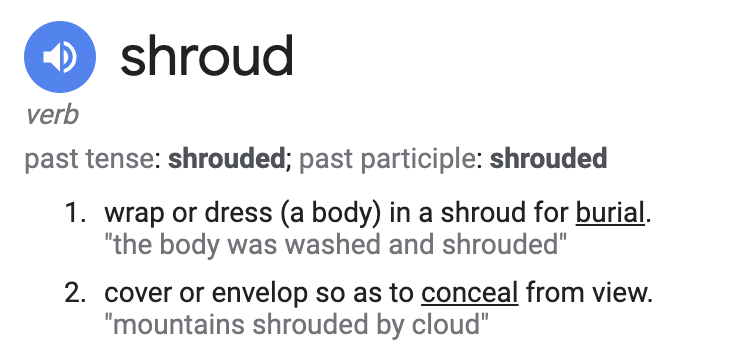 shroud
verb
past tense: shrouded; past participle: shrouded
1. wrap or dress (a body) in a shroud for burial.
"the body was washed and shrouded"
2. cover or envelop so as to conceal from view.
"mountains shrouded by cloud"